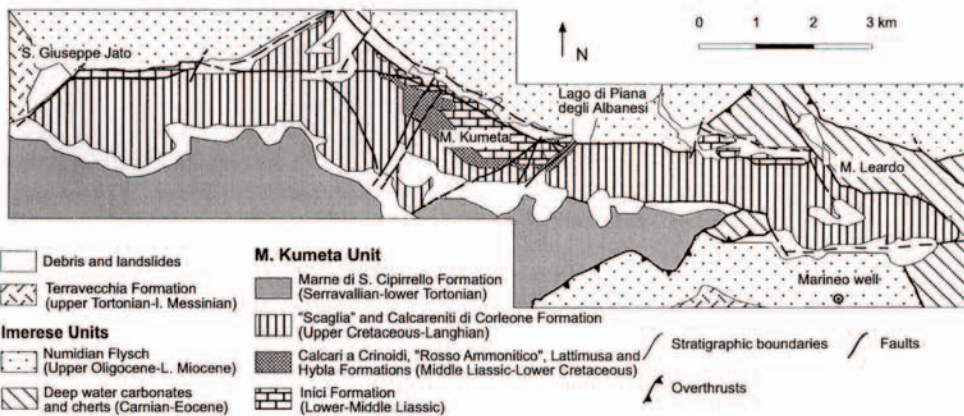 0 1 2 3 km
N
S. Giuseppe Jato
Lago di Piana
degli Albanesi
M. Kumeta
M. Leardo
Marineo well
Debris and landslides
Terravecchia Formation
(upper Tortonian-l. Messinian)
Imerese Units
Numidian Flysch
(Upper Oligocene-L. Miocene)
Deep water carbonates
and cherts (Carnian-Eocene)
M. Kumeta Unit
Marne di S. Cipirrello Formation
(Serravallian-lower Tortonian)
"Scaglia" and Calcareniti di Corleone Formation
(Upper Cretaceous-Langhian)
Calcari a Crinoidi, "Rosso Ammonitico", Lattimusa and
Hybla Formations (Middle Liassic-Lower Cretaceous)
Inici Formation
(Lower-Middle Liassic)
Stratigraphic boundaries
Faults
Overthrusts